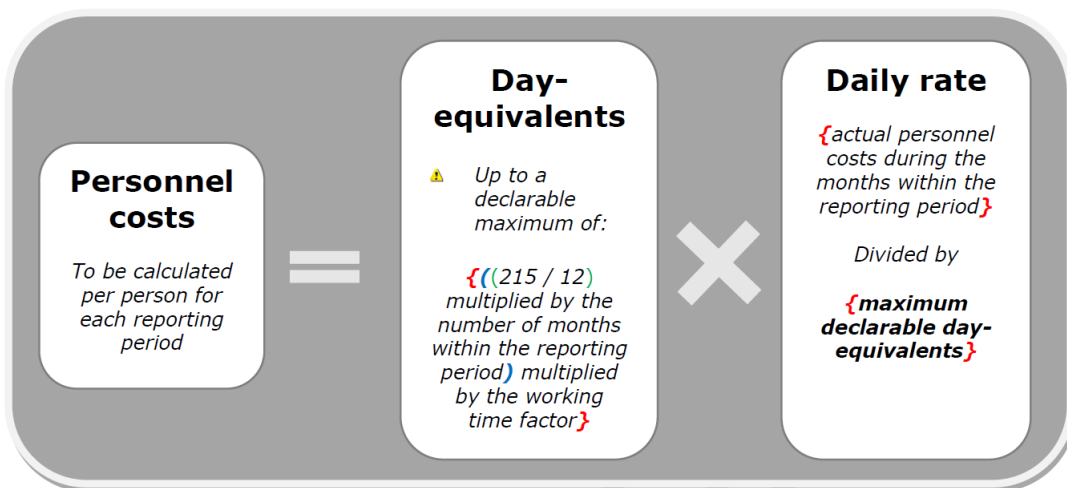 Personnel
costs
To be calculated
per person for
each reporting
period
=
Day-
equivalents
Up to a
declarable
maximum of:
{((215 / 12)
multiplied by the
number of months
within the reporting
period) multiplied
by the working
time factor}
×
Daily rate
{actual personnel
costs during the
months within the
reporting period}
Divided by
{maximum
declarable day-
equivalents}